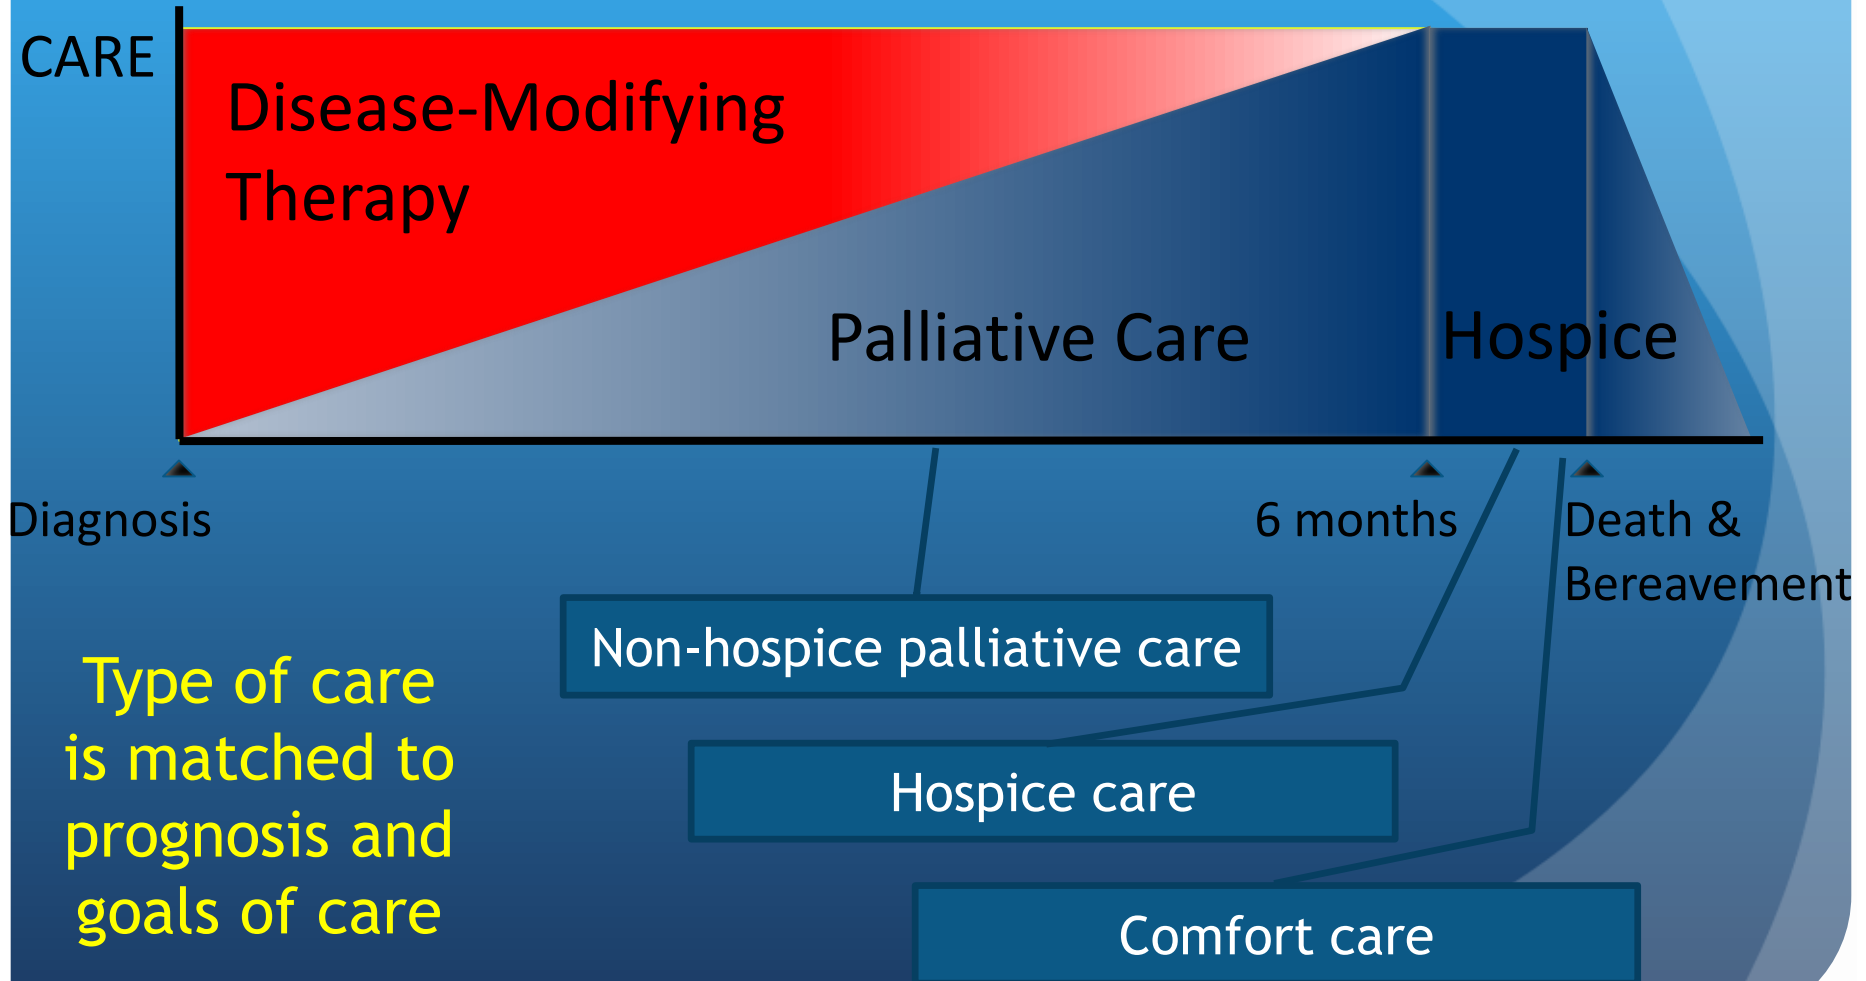 CARE
Disease-Modifying
Therapy
Palliative Care
Hospice
Diagnosis
6 months
Death &
Bereavement
Non-hospice palliative care
Type of care
is matched to
prognosis and
goals of care
Hospice care
Comfort care